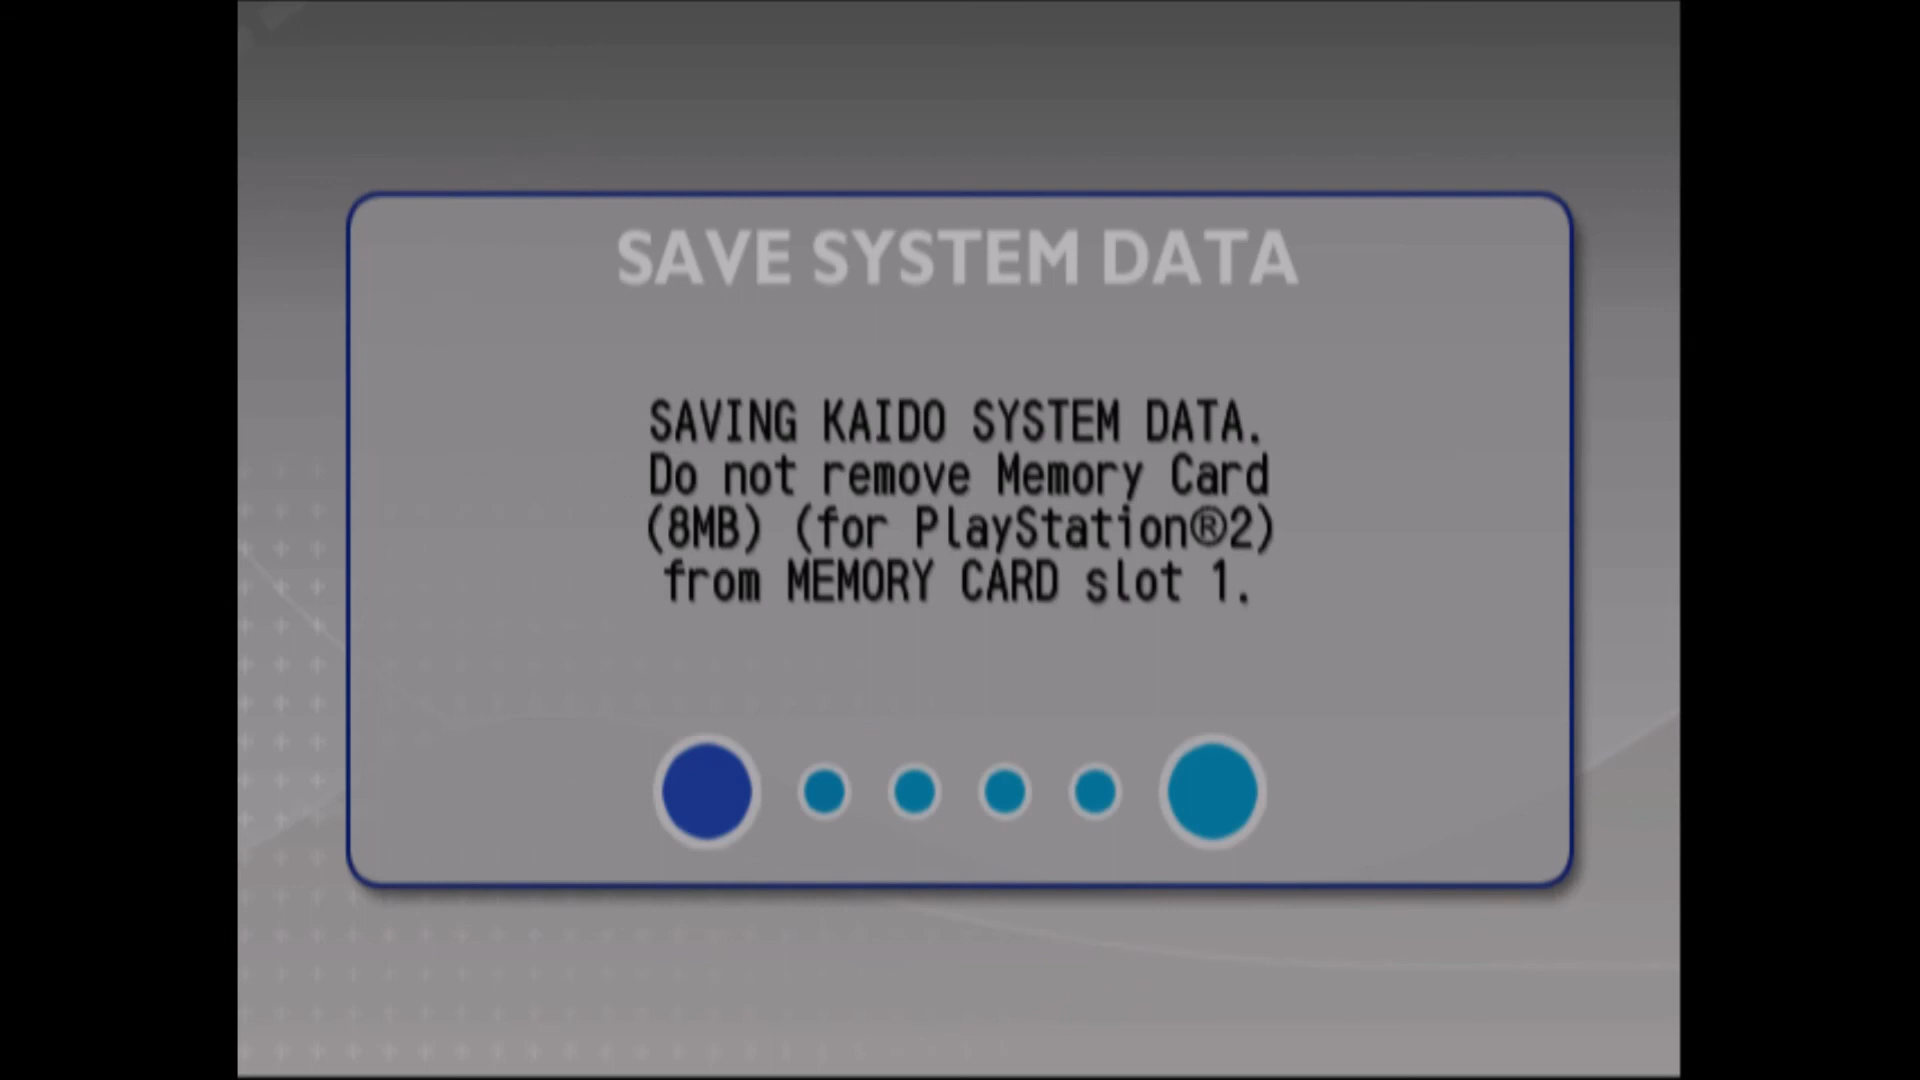 SAVE SYSTEM DATA
SAVING KAIDO SYSTEM DATA.
Do not remove Memory Card
(8MB) (for PlayStation®2)
from MEMORY CARD slot 1.